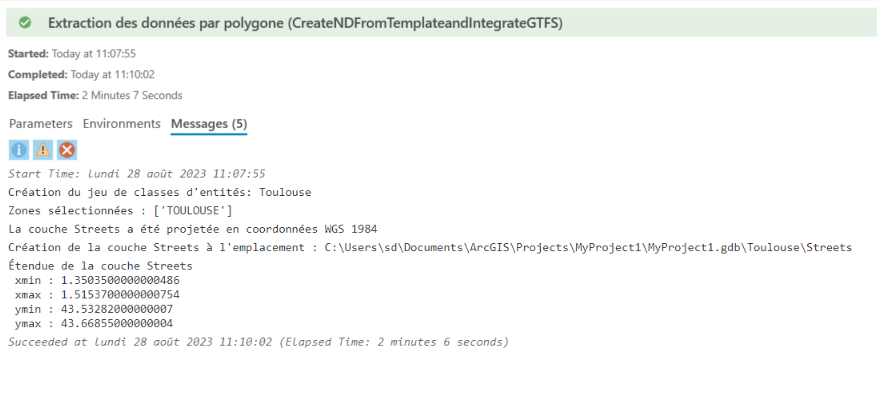 Extraction des données par polygone (CreateNDFromTemplateandIntegrateGTFS)
Started: Today at 11:07:55
Completed: Today at 11:10:02
Elapsed Time: 2 Minutes 7 Seconds
Parameters Environments Messages (5)
Start Time: lundi 28 août 2023 11:07:55
Création du jeu de classes d'entités: Toulouse
Zones sélectionnées : ['TOULOUSE']
La couche Streets a été projetée en coordonnées WGS 1984
Création de la couche Streets à l'emplacement : C:\Users\sd\Documents\ArcGIS\Projects\MyProject1\MyProject1.gdb\Toulouse\Streets
Étendue de la couche Streets
xmin : 1.3503500000000486
xmax : 1.5153700000000754
ymin : 43.53282000000007
ymax : 43.66855000000004
Succeeded at lundi 28 août 2023 11:10:02 (Elapsed Time: 2 minutes 6 seconds)